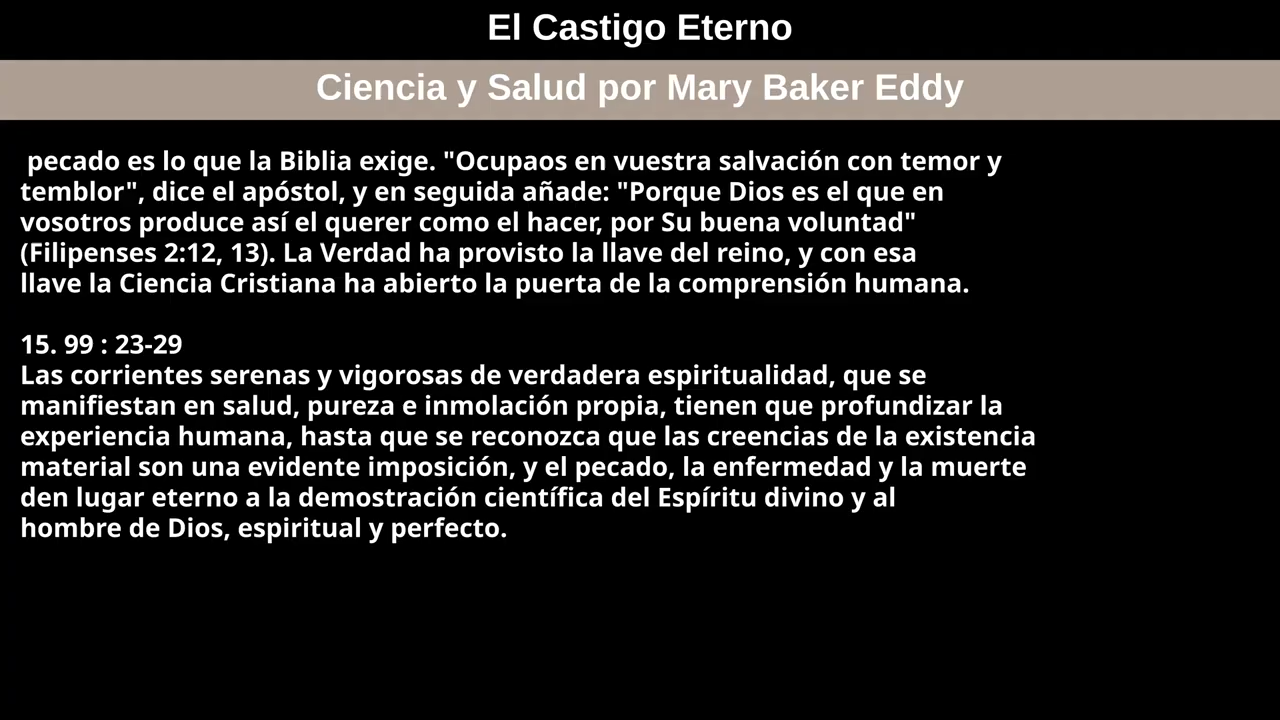 El Castigo Eterno
Ciencia y Salud por Mary Baker Eddy
pecado es lo que la Biblia exige. "Ocupaos en vuestra salvación con temor y
temblor", dice el apóstol, y en seguida añade: "Porque Dios es el que en
vosotros produce así el querer como el hacer, por Su buena voluntad"
(Filipenses 2:12, 13). La Verdad ha provisto la llave del reino, y con esa
llave la Ciencia Cristiana ha abierto la puerta de la comprensión humana.
15. 99 : 23-29
Las corrientes serenas y vigorosas de verdadera espiritualidad, que se
manifiestan en salud, pureza e inmolación propia, tienen que profundizar la
experiencia humana, hasta que se reconozca que las creencias de la existencia
material son una evidente imposición, y el pecado, la enfermedad y la muerte
den lugar eterno a la demostración científica del Espíritu divino y al
hombre de Dios, espiritual y perfecto.